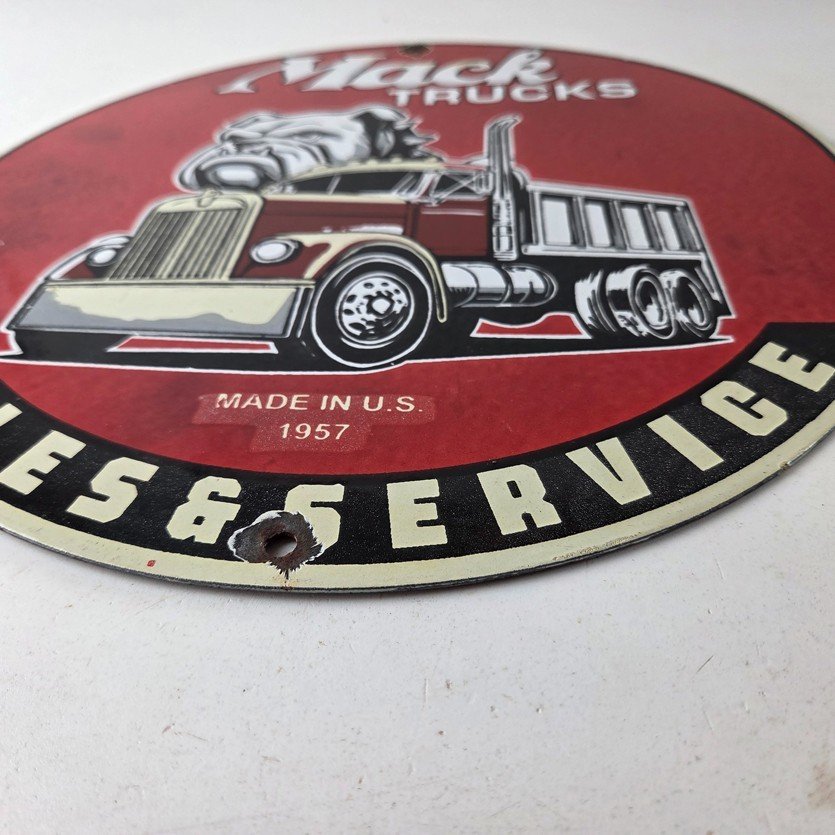 Mack
TRUCKS
MADE IN U.S.
1957
ES & SERVICE